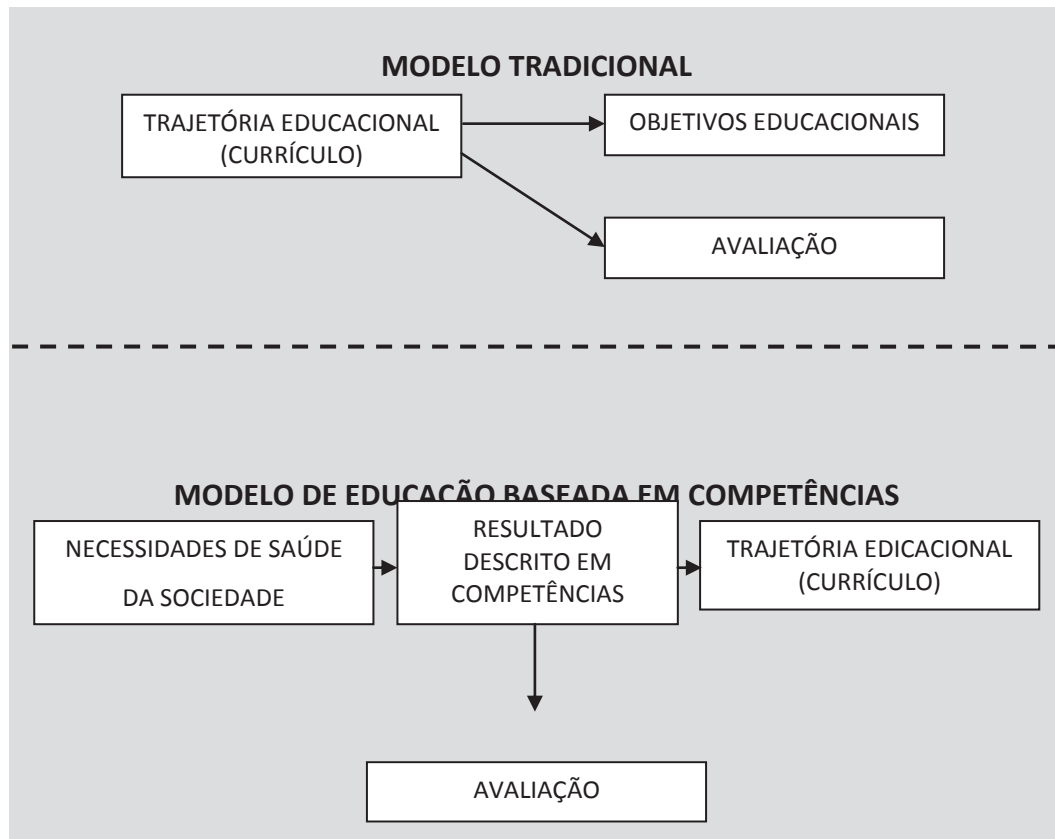 MODELO TRADICIONAL
TRAJETÓRIA EDUCACIONAL
(CURRÍCULO)
OBJETIVOS EDUCACIONAIS
AVALIAÇÃO
MODELO DE EDUCAÇÃO BASEADA EM COMPETÊNCIAS
NECESSIDADES DE SAÚDE
DA SOCIEDADE
RESULTADO
DESCRITO EM
COMPETÊNCIAS
TRAJETÓRIA EDICACIONAL
(CURRÍCULO)
AVALIAÇÃO